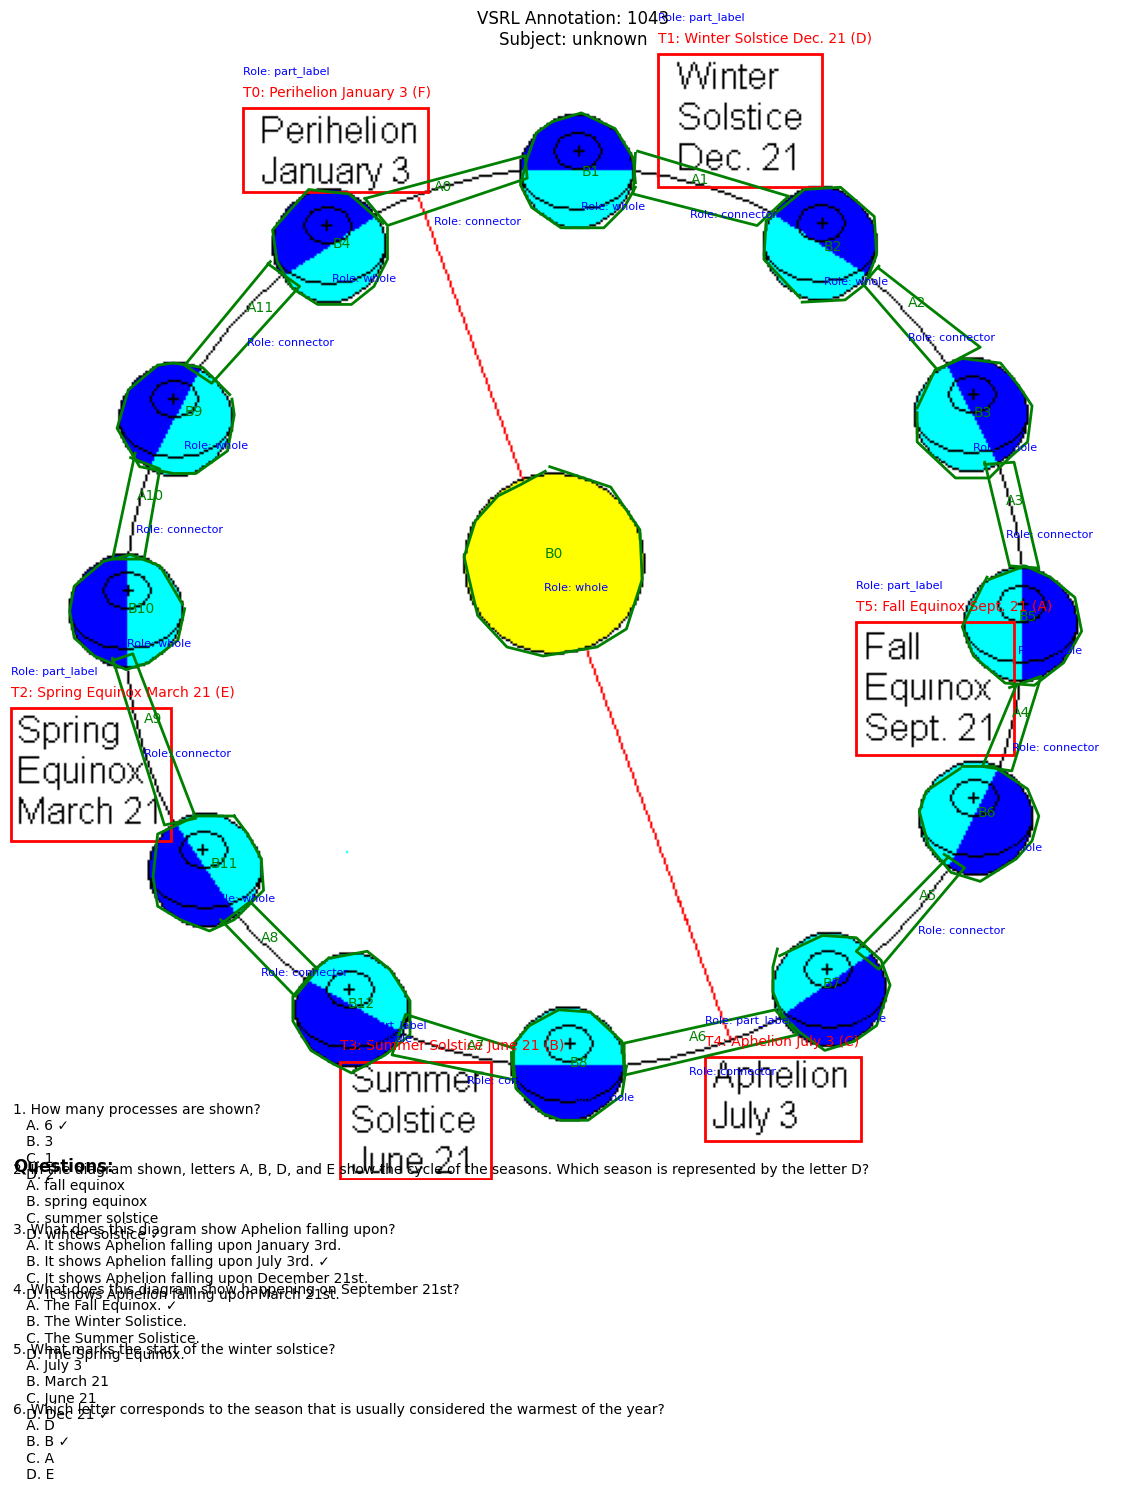 VSRL Annotation: 1043
Subject: unknown
Role: part_label
T1: Winter Solstice Dec. 21 (D)
Winter
Solstice
Dec. 21
Role: part_label
T0: Perihelion January 3 (F)
Perihelion
January 3
A0
Role: connector
B1
Role: whole
A1
Role: connector
B4
Role: whole
B2
Role: whole
A11
Role: connector
A2
Role: connector
B9
Role: whole
B3
Role: whole
A10
Role: connector
A3
Role: connector
B0
Role: whole
B10
Role: whole
Role: part_label
T5: Fall Equinox Sept. 21 (A)
B5
Role: whole
Fall
Equinox
Sept. 21
Role: part_label
T2: Spring Equinox March 21 (E)
Spring
Equinox
March 21
A9
Role: connector
A4
Role: connector
B6
B11
Role: whole
A5
Role: connector
A8
Role: connector
B12
B7
T3: Summer Solstice June 21 (B)
Summer
Solstice
June 21
A7
B8
A6
Role: connector
Role: part_label
T4: Aphelion July 3 (C)
Aphelion
July 3
Questions:
1. How many processes are shown?
A. 6 ✓
B. 3
C. 1
D. 2
2. In the diagram shown, letters A, B, D, and E show the cycle of the seasons. Which season is represented by the letter D?
A. fall equinox
B. spring equinox
C. summer solstice
D. winter solstice ✓
3. What does this diagram show Aphelion falling upon?
A. It shows Aphelion falling upon January 3rd.
B. It shows Aphelion falling upon July 3rd. ✓
C. It shows Aphelion falling upon December 21st.
D. It shows Aphelion falling upon March 21st.
4. What does this diagram show happening on September 21st?
A. The Fall Equinox. ✓
B. The Winter Solistice.
C. The Summer Solistice.
D. The Spring Equinox.
5. What marks the start of the winter solstice?
A. July 3
B. March 21
C. June 21
D. Dec 21 ✓
6. Which letter corresponds to the season that is usually considered the warmest of the year?
A. D
B. B ✓
C. A
D. E